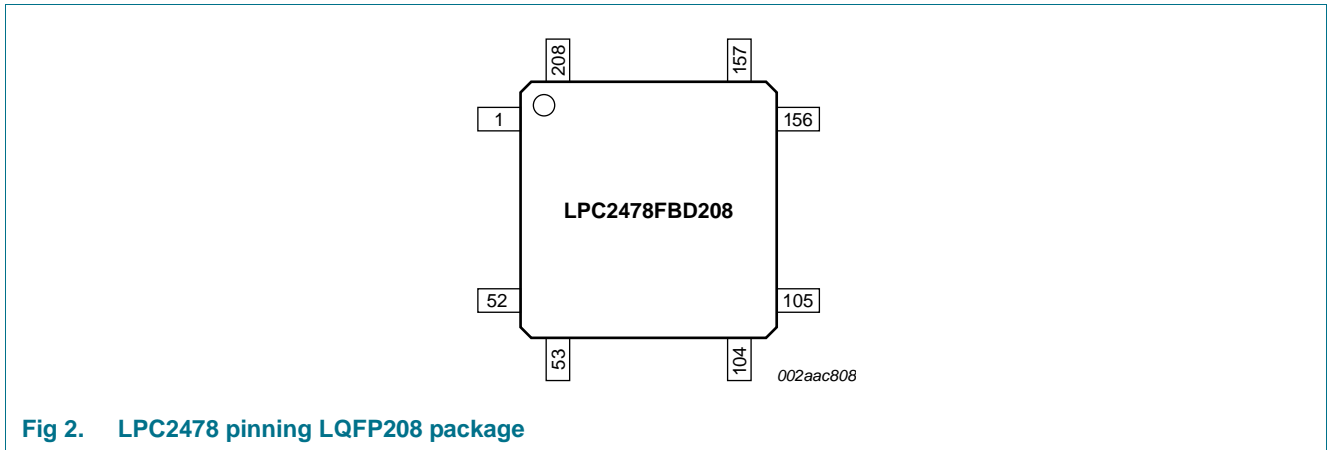 208 157
1 156
LPC2478FBD208
52 105
53 104
002aac808
Fig 2. LPC2478 pinning LQFP208 package